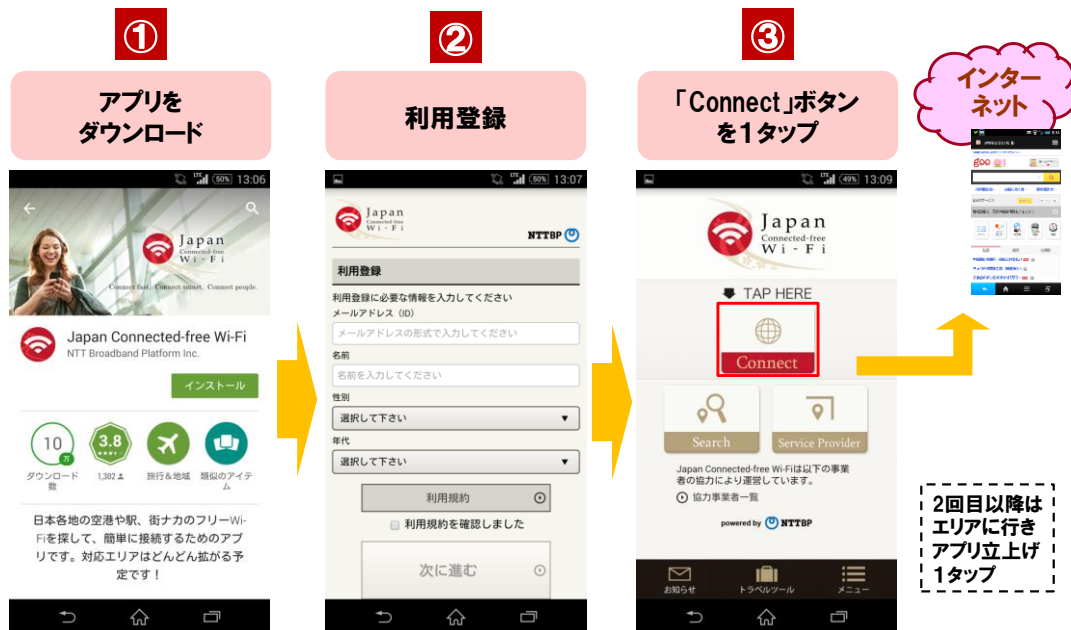 ①
アプリを
ダウンロード
13:06
50%
LTE
Japan
Connected-free
Wi-Fi
Connect fast. Connect smart. Connect people.
Japan Connected-free Wi-Fi
NTT Broadband Platform Inc.
インストール
10
万
3.8
ダウンロード
数
1,302
旅行&地域
類似のアイテ
ム
日本各地の空港や駅、街ナカのフリーWi-
Fiを探して、簡単に接続するためのアプ
リです。対応エリアはどんどん拡がる予
定です！
②
利用登録
LTE
50%
13:07
Japan
Connected-free
Wi-Fi
NTTBP
利用登録
利用登録に必要な情報を入力してください
メールアドレス（ID）
メールアドレスの形式で入力してください
名前
名前を入力してください
性別
選択して下さい
年代
選択して下さい
利用規約
利用規約を確認しました
次に進む
③
「Connect」ボタン
を1タップ
LTE
49%
13:09
Japan
Connected-free
Wi-Fi
TAP HERE
Connect
Search
Service Provider
Japan Connected-free Wi-Fiは以下の事業
者の協力により運営しています。
協力事業者一覧
powered by NTTBP
お知らせ
トラベルツール
メニュー
インター
ネット
goo
2回目以降は
エリアに行き
アプリ立上げ
1タップ